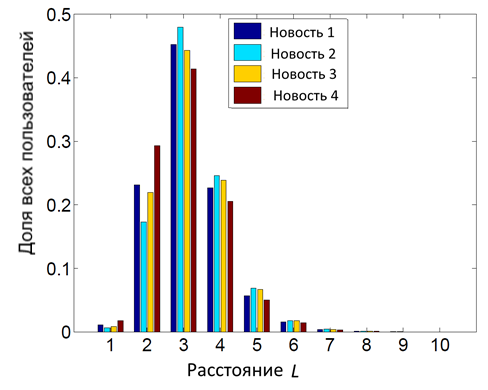 Доля всех пользователей
0.5
0.4
0.3
0.2
0.1
0
Новость 1
Новость 2
Новость 3
Новость 4
1 2 3 4 5 6 7 8 9 10
Расстояние L